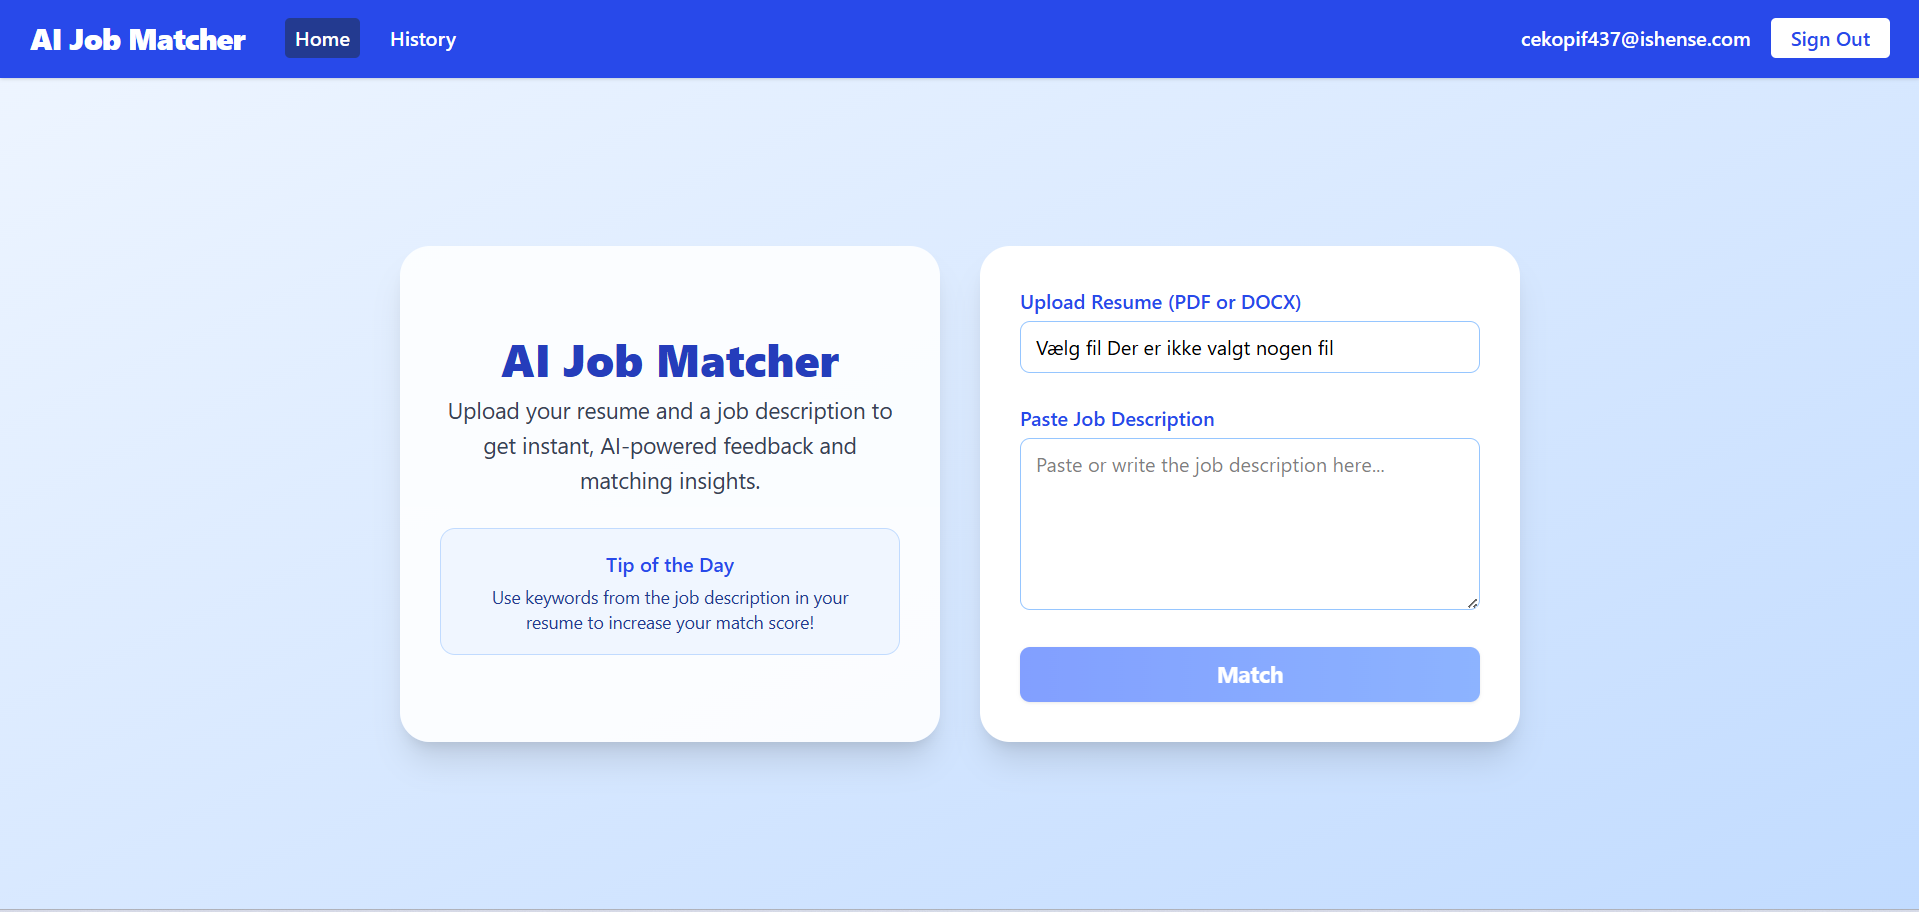 AI Job Matcher
Home
History
cekopif437@ishense.com
Sign Out
AI Job Matcher
Upload your resume and a job description to
get instant, AI-powered feedback and
matching insights.
Tip of the Day
Use keywords from the job description in your
resume to increase your match score!
Upload Resume (PDF or DOCX)
Vælg fil Der er ikke valgt nogen fil
Paste Job Description
Paste or write the job description here...
Match